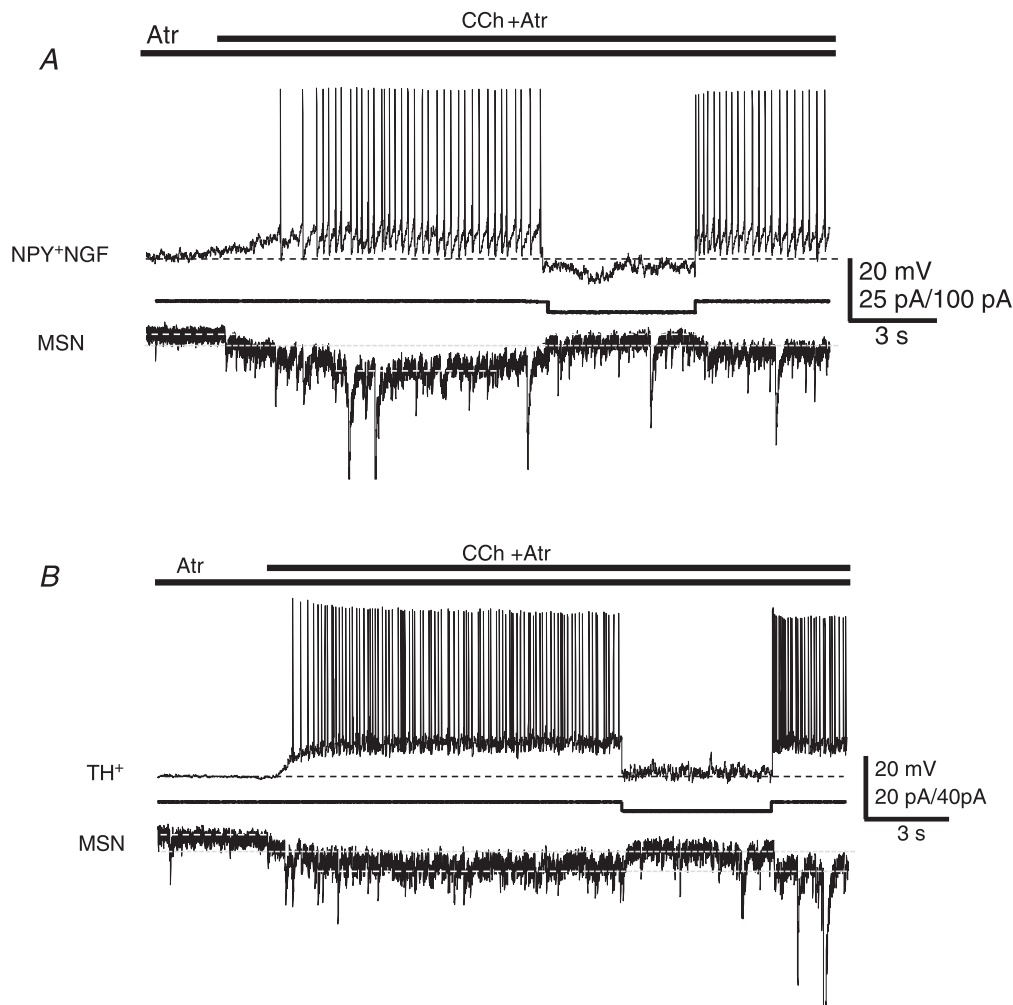 CCh +Atr
Atr
A
NPY⁺NGF
20 mV
25 pA/100 pA
3 s
MSN
CCh +Atr
Atr
B
TH⁺
20 mV
20 pA/40pA
3 s
MSN